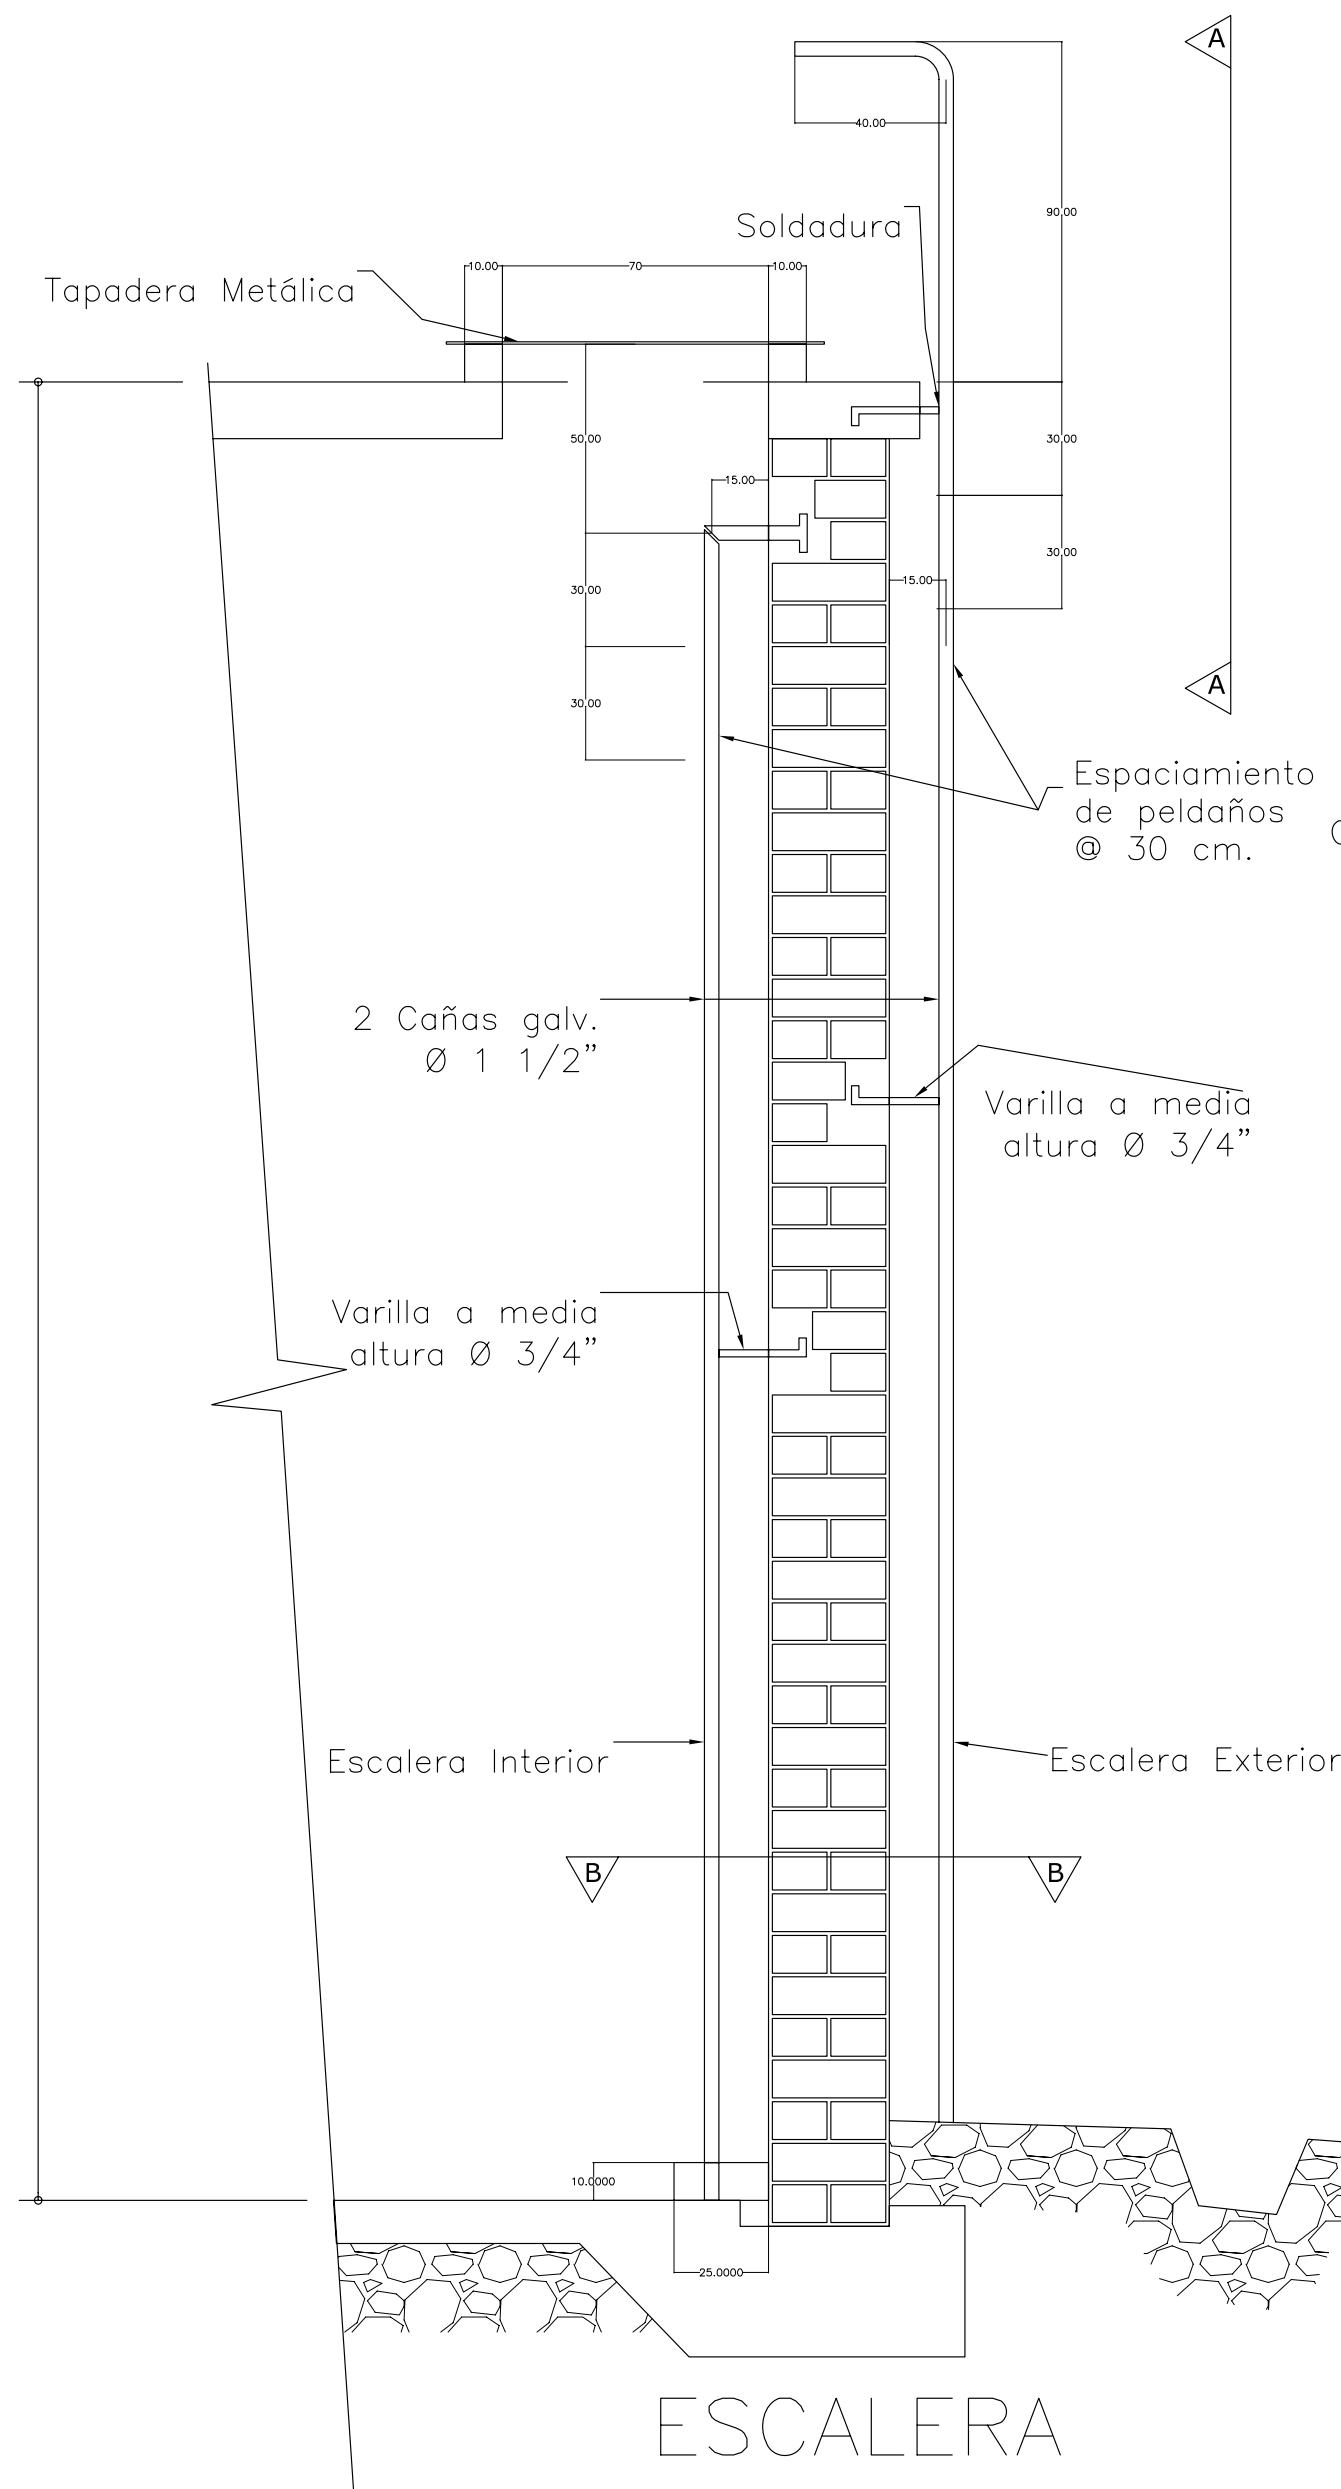 A
40.00
90.00
Soldadura
10.00 70 10.00
Tapadera Metálica
50.00
30.00
15.00
30.00
15.00
30.00
30.00
A
Espaciamiento
de peldaños
@ 30 cm.
2 Cañas galv.
Ø 1 1/2”
Varilla a media
altura Ø 3/4”
Varilla a media
altura Ø 3/4”
Escalera Interior
Escalera Exterior
B
B
10.0000
25.0000
ESCALERA